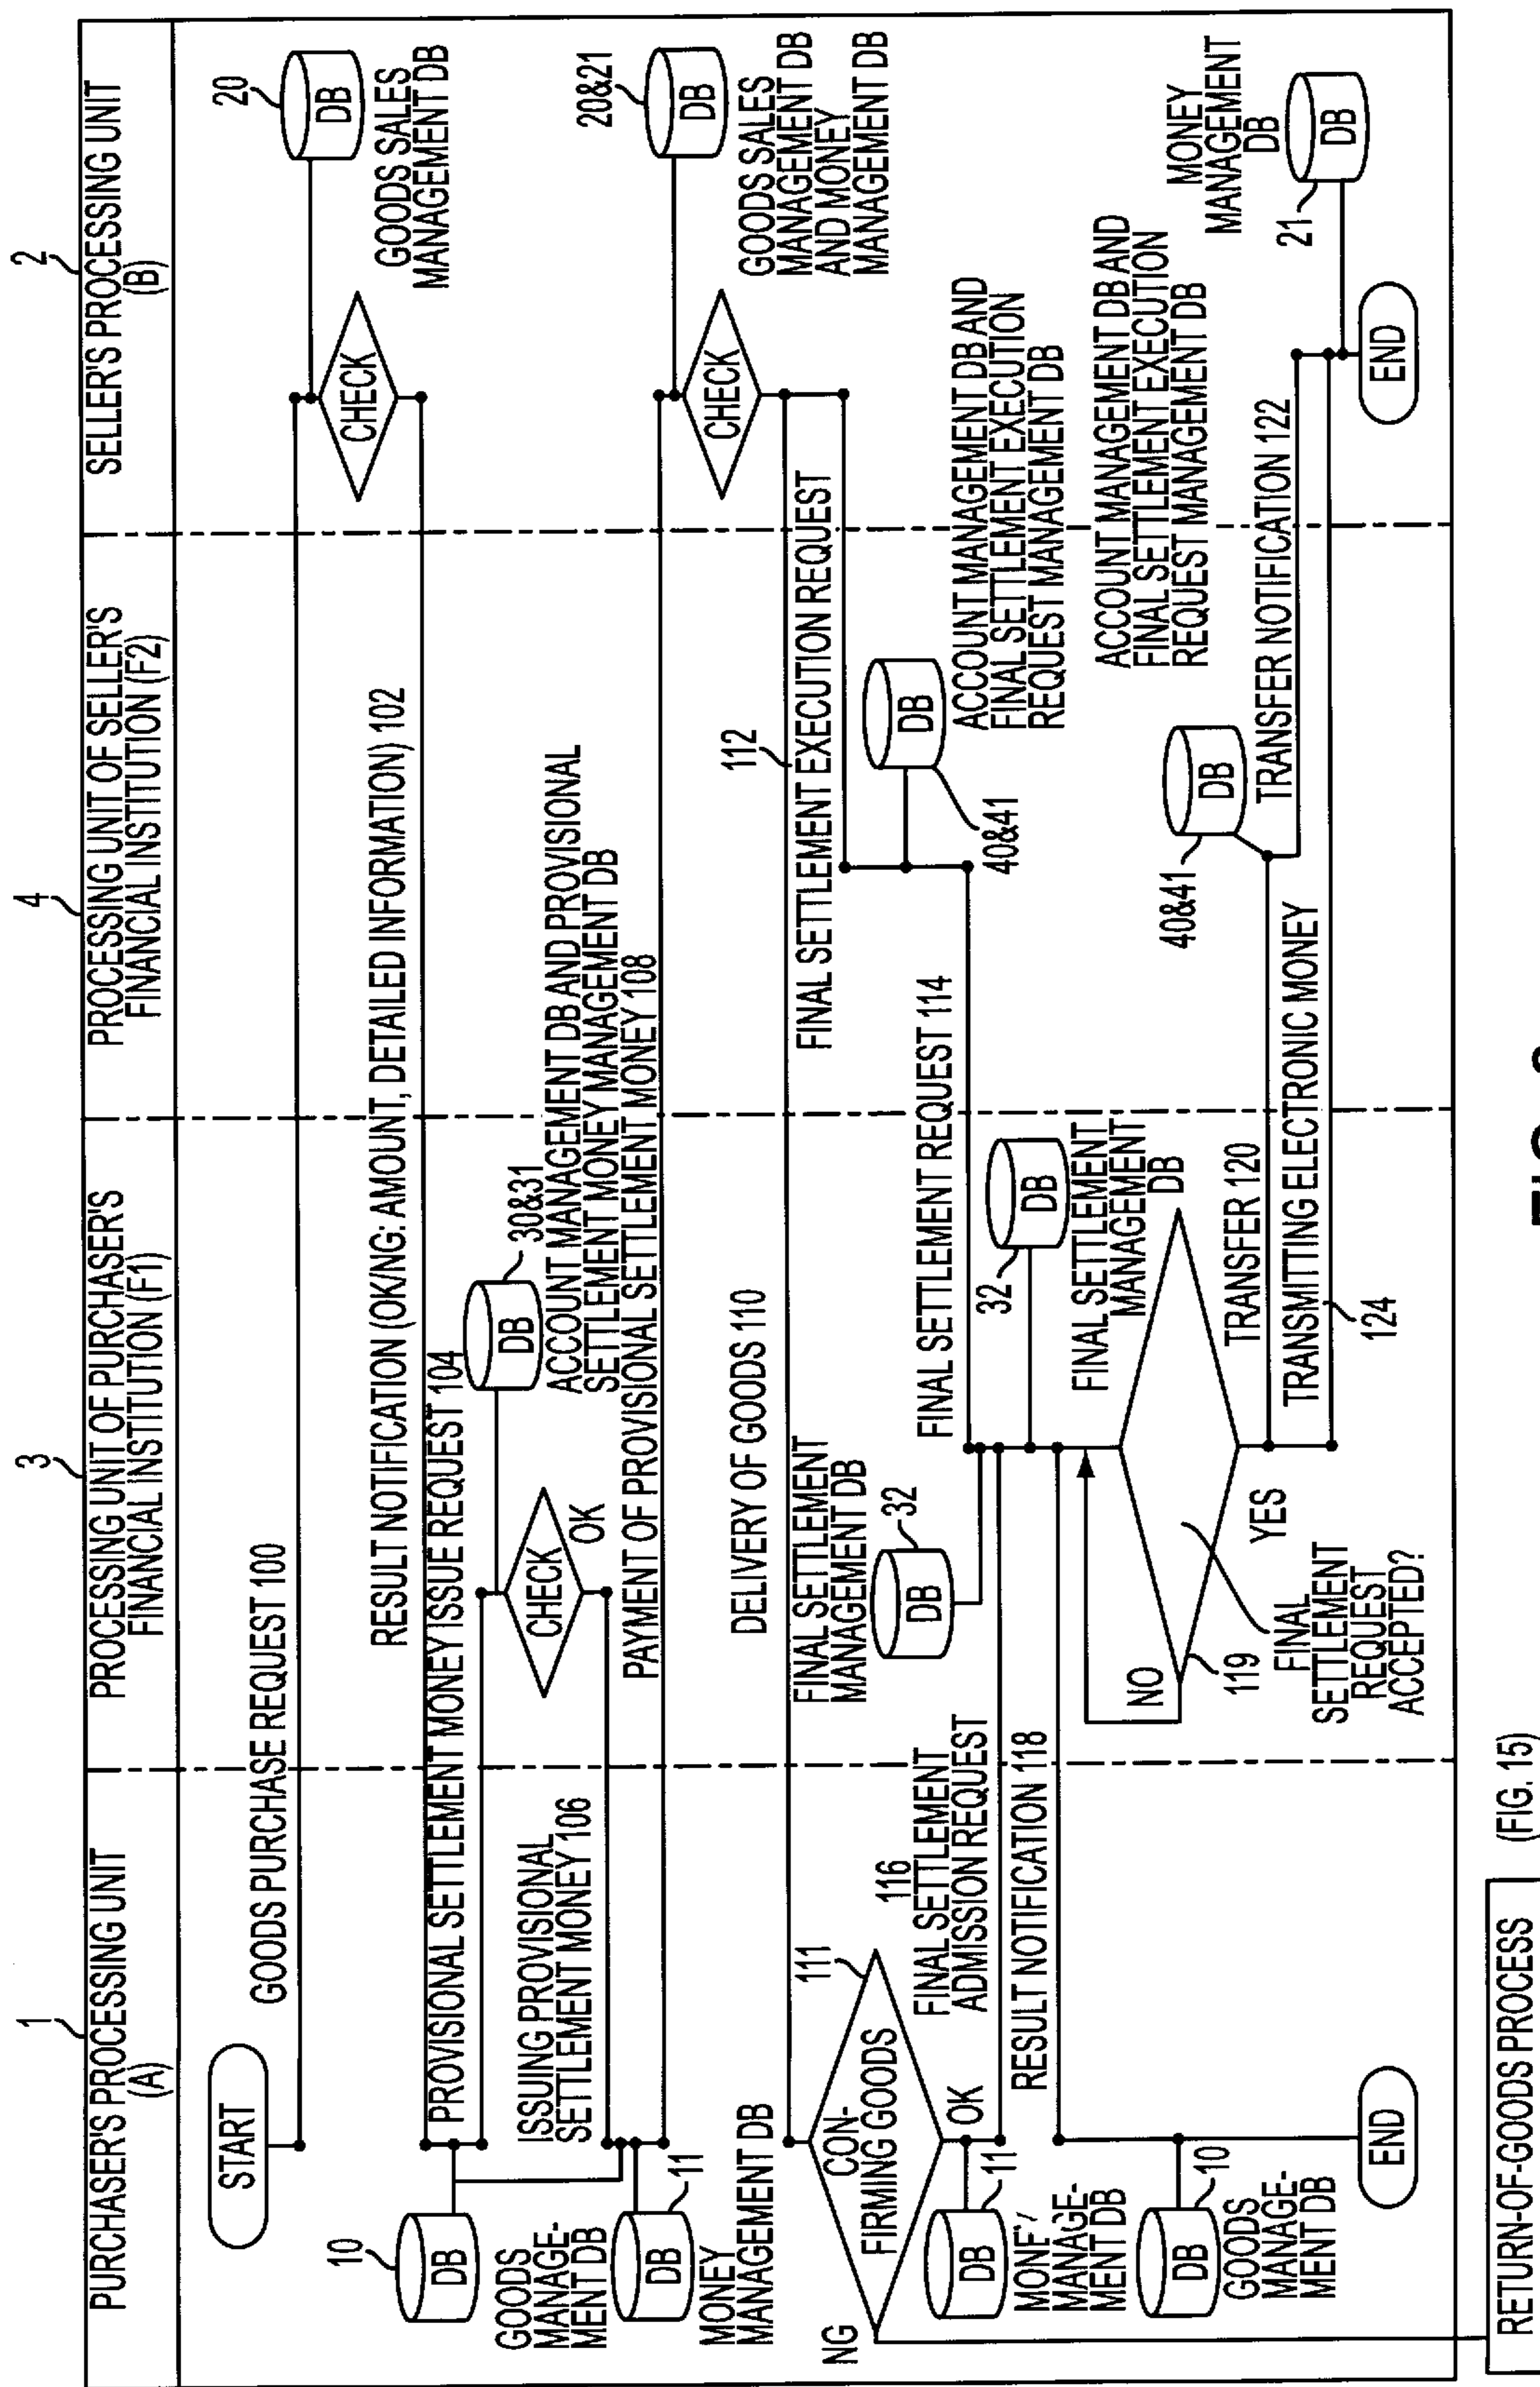 1
PURCHASER'S PROCESSING UNIT
(A)
3
PROCESSING UNIT OF PURCHASER'S
FINANCIAL INSTITUTION (F1)
4
PROCESSING UNIT OF SELLER'S
FINANCIAL INSTITUTION (F2)
2
SELLER'S PROCESSING UNIT
(B)
START
GOODS PURCHASE REQUEST 100
20
DB
GOODS SALES
MANAGEMENT DB
CHECK
RESULT NOTIFICATION (OK/NG: AMOUNT, DETAILED INFORMATION) 102
10
DB
GOODS
MANAGE-
MENT DB
PROVISIONAL SETTLEMENT MONEY ISSUE REQUEST 104
30&31
DB
ACCOUNT MANAGEMENT DB AND PROVISIONAL
SETTLEMENT MONEY MANAGEMENT DB
CHECK
OK
ISSUING PROVISIONAL
SETTLEMENT MONEY 106
11
DB
MONEY
MANAGEMENT DB
PAYMENT OF PROVISIONAL SETTLEMENT MONEY 108
20&21
DB
GOODS SALES
MANAGEMENT DB
AND MONEY
MANAGEMENT DB
CHECK
DELIVERY OF GOODS 110
112
FINAL SETTLEMENT EXECUTION REQUEST
DB
40&41
ACCOUNT MANAGEMENT DB AND
FINAL SETTLEMENT EXECUTION
REQUEST MANAGEMENT DB
111
CON-
FIRMING GOODS
NG
OK
FINAL SETTLEMENT
MANAGEMENT DB
32
DB
FINAL SETTLEMENT REQUEST 114
116
FINAL SETTLEMENT
ADMISSION REQUEST
DB
11
MANAGE-
MENT DB
32
DB
FINAL SETTLEMENT
MANAGEMENT
DB
RESULT NOTIFICATION 118
DB
10
GOODS
MANAGE-
MENT DB
NO
119
YES
FINAL
SETTLEMENT
REQUEST
ACCEPTED?
TRANSFER 120
40&41
DB
ACCOUNT MANAGEMENT DB AND
FINAL SETTLEMENT EXECUTION
REQUEST MANAGEMENT DB
TRANSFER NOTIFICATION 122
TRANSMITTING ELECTRONIC MONEY
124
MONEY
MANAGEMENT
DB
21
DB
END
END
RETURN-OF-GOODS PROCESS
(FIG. 15)